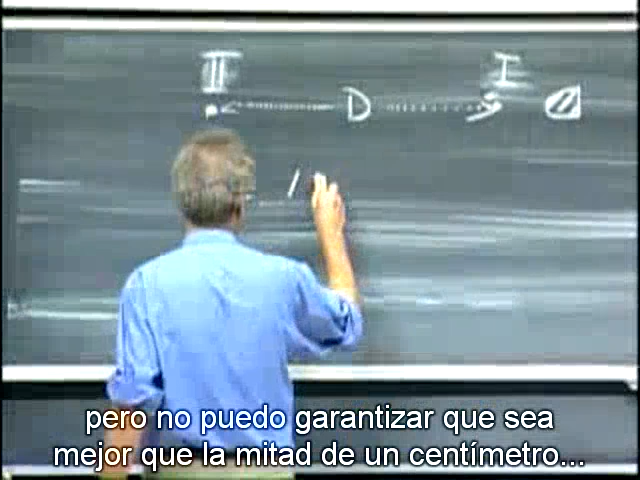 II I
D
/
pero no puedo garantizar que sea
mejor que la mitad de un centímetro...